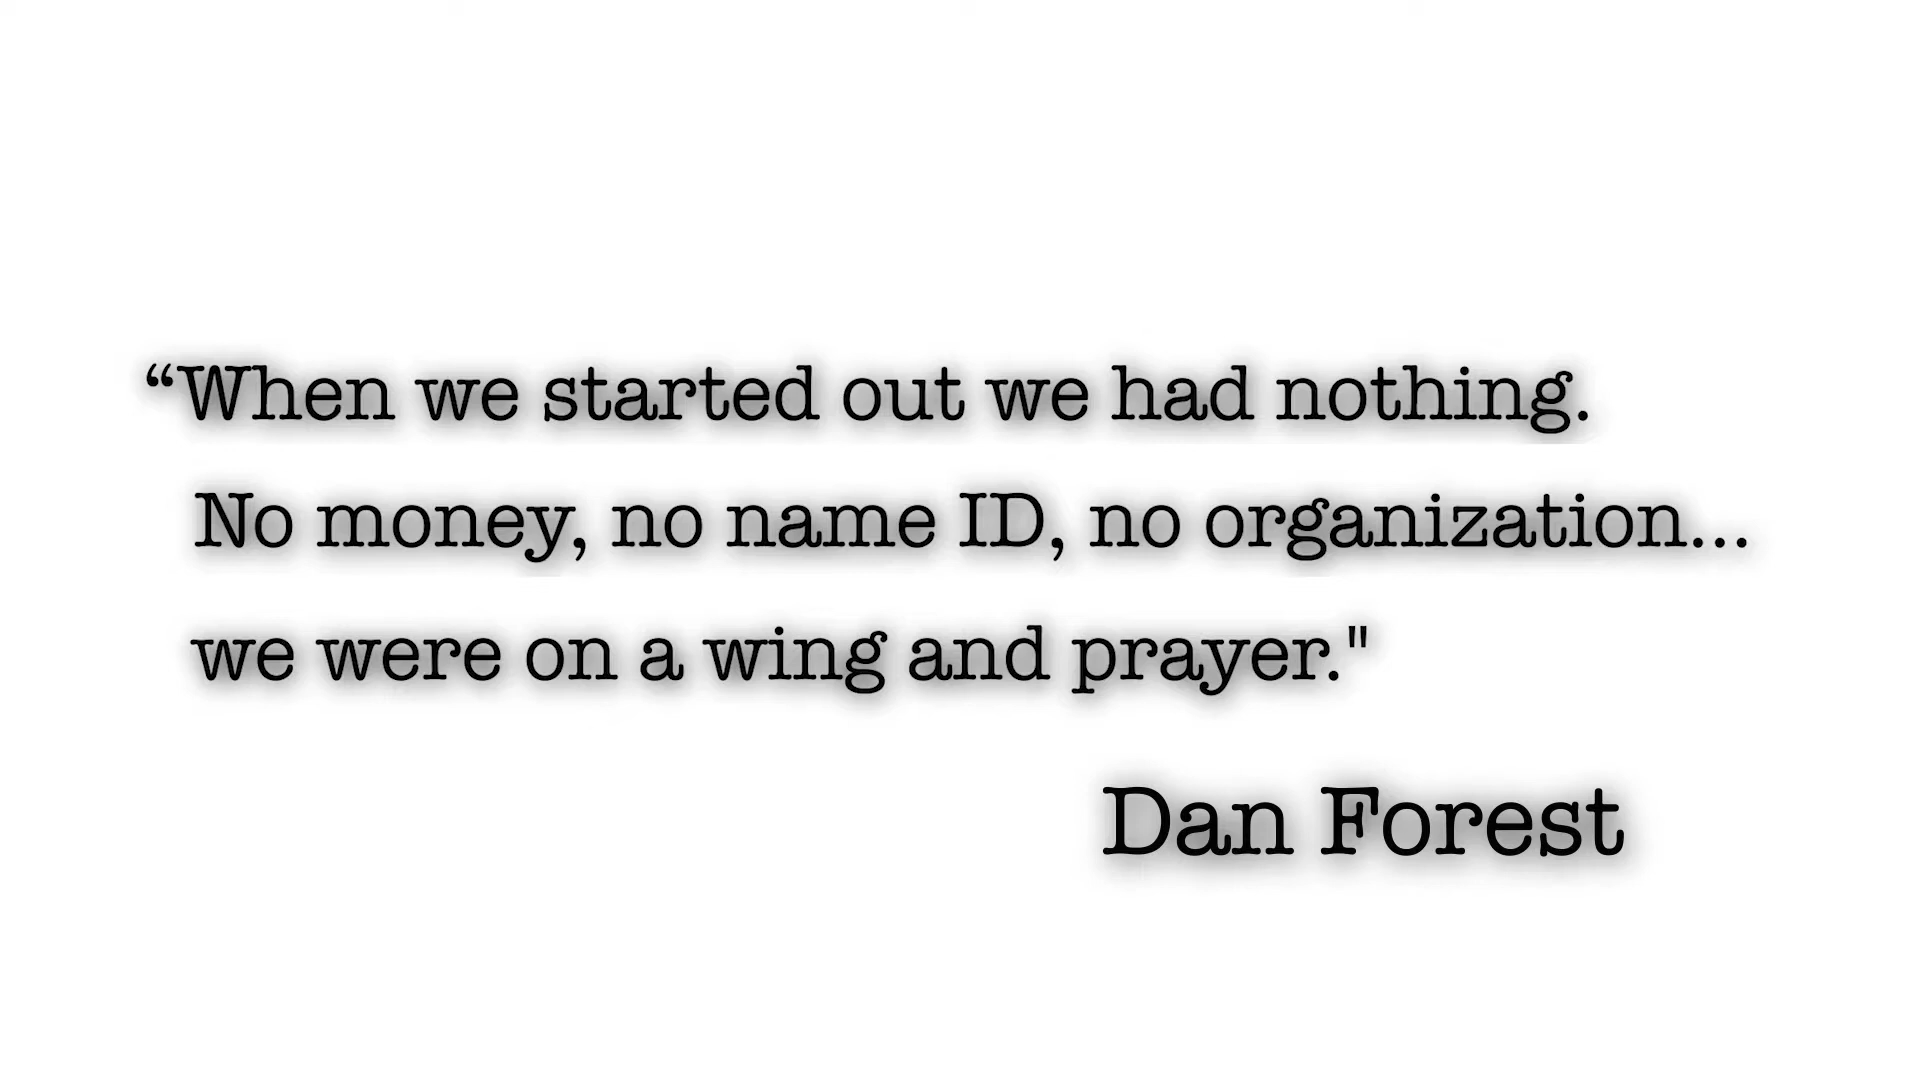 “When we started out we had nothing.
No money, no name ID, no organization...
we were on a wing and prayer."
Dan Forest